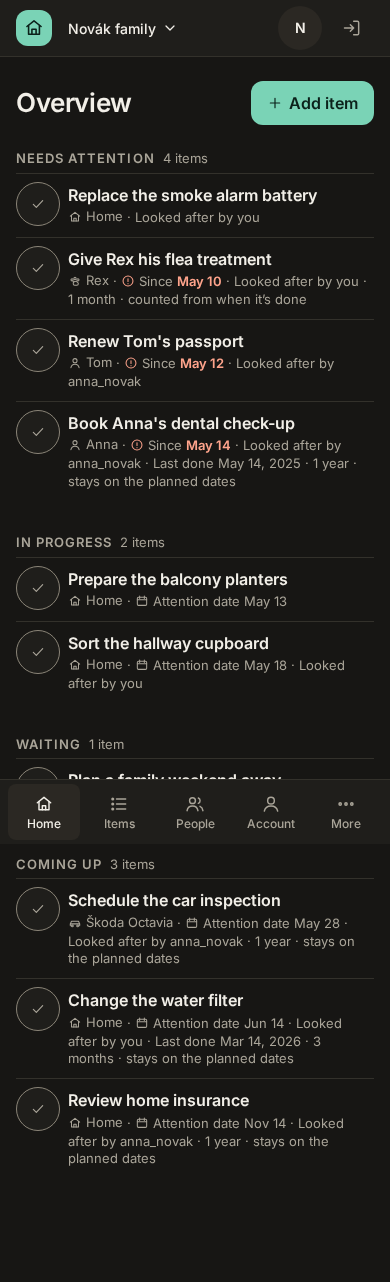 Novák family
N
Overview
+ Add item
NEEDS ATTENTION 4 items
Replace the smoke alarm battery
Home · Looked after by you
Give Rex his flea treatment
Rex · Since May 10 · Looked after by you ·
1 month · counted from when it’s done
Renew Tom's passport
Tom · Since May 12 · Looked after by
anna_novak
Book Anna's dental check-up
Anna · Since May 14 · Looked after by
anna_novak · Last done May 14, 2025 · 1 year ·
stays on the planned dates
IN PROGRESS 2 items
Prepare the balcony planters
Home · Attention date May 13
Sort the hallway cupboard
Home · Attention date May 18 · Looked
after by you
WAITING 1 item
Plan a family weekend away
Home
Items
People
Account
More
COMING UP 3 items
Schedule the car inspection
Škoda Octavia · Attention date May 28 ·
Looked after by anna_novak · 1 year · stays on
the planned dates
Change the water filter
Home · Attention date Jun 14 · Looked
after by you · Last done Mar 14, 2026 · 3
months · stays on the planned dates
Review home insurance
Home · Attention date Nov 14 · Looked
after by anna_novak · 1 year · stays on the
planned dates